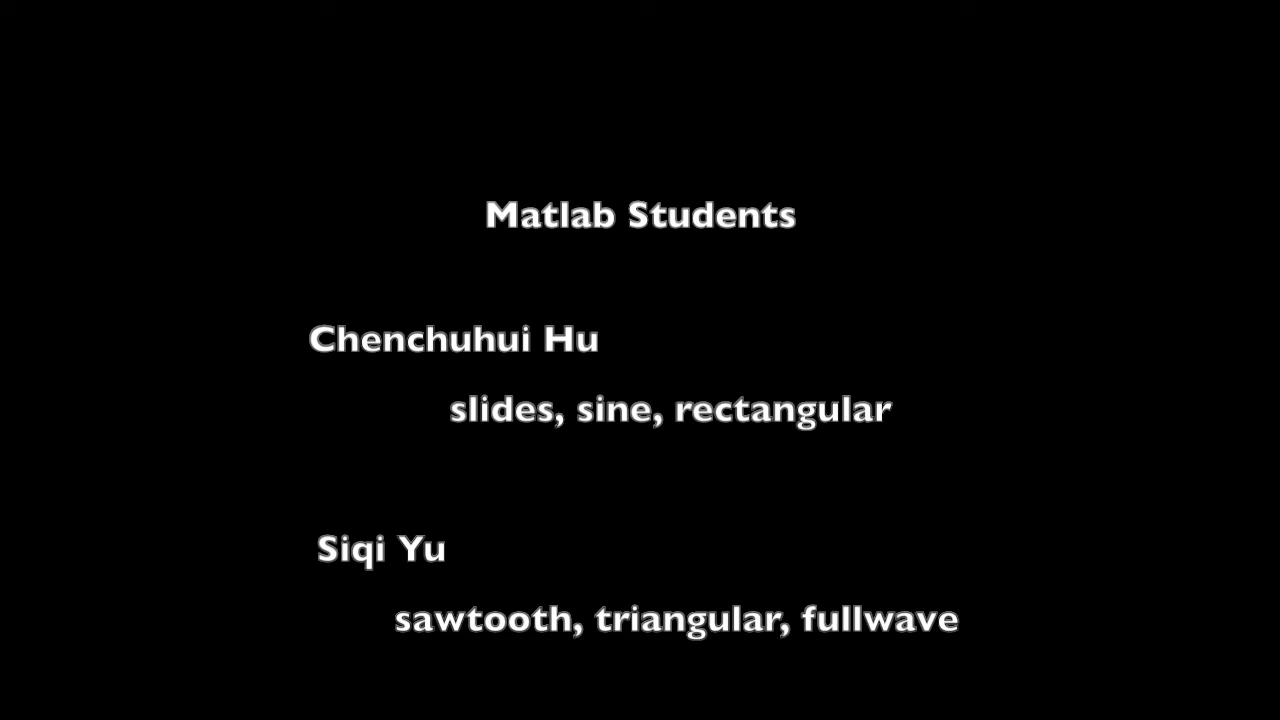 Matlab Students
Chenchuhui Hu
slides, sine, rectangular
Siqi Yu
sawtooth, triangular, fullwave